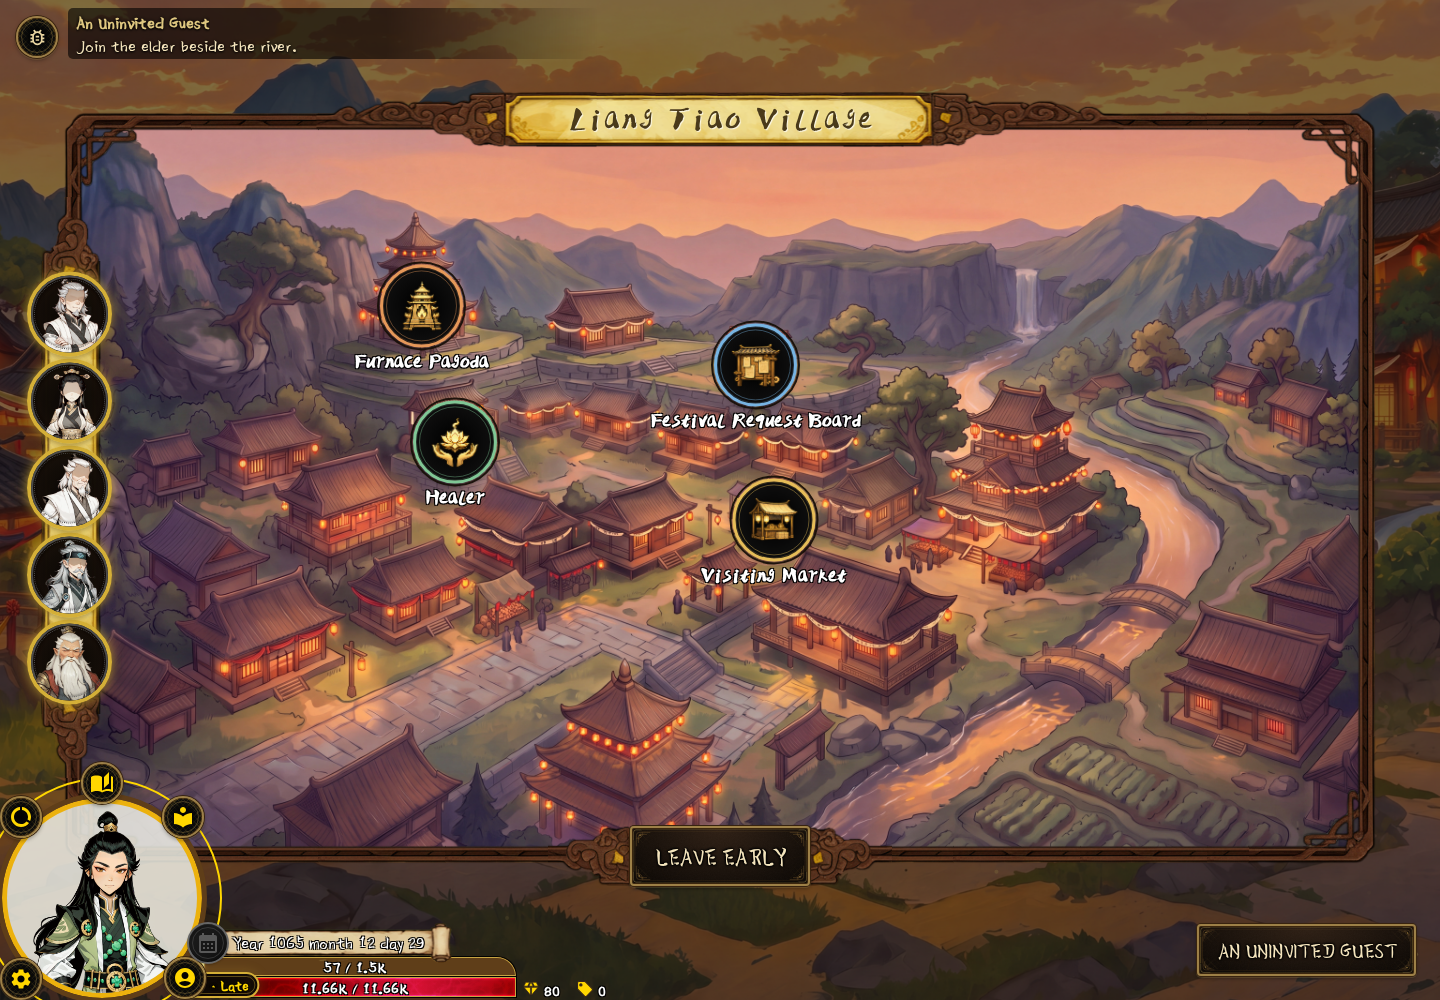 An Uninvited Guest
Join the elder beside the river.
Liang Tiao Village
Furnace Pagoda
Festival Request Board
Healer
Visiting Market
LEAVE EARLY
AN UNINVITED GUEST
Year 1065 month 12 day 29
57 / 1.5K
· Late
11.66K / 11.66K
80
0